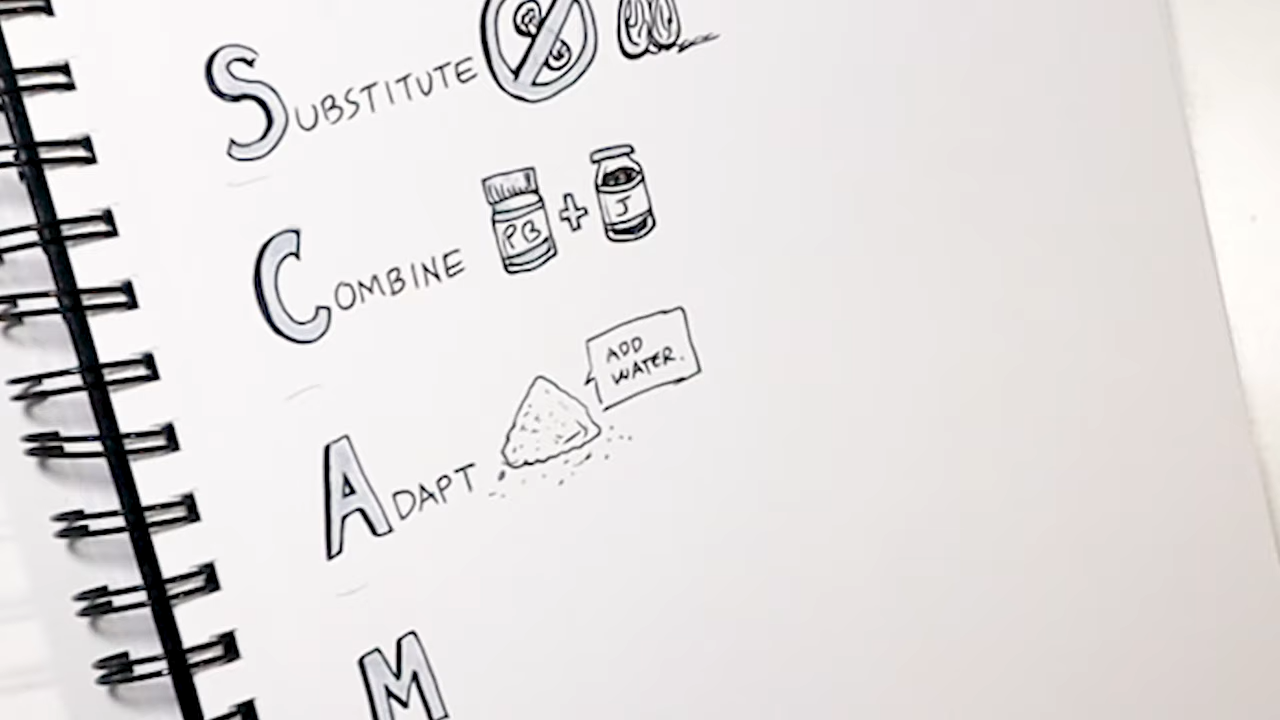 SUBSTITUTE
COMBINE
PB + J
ADAPT
ADD
WATER.
M